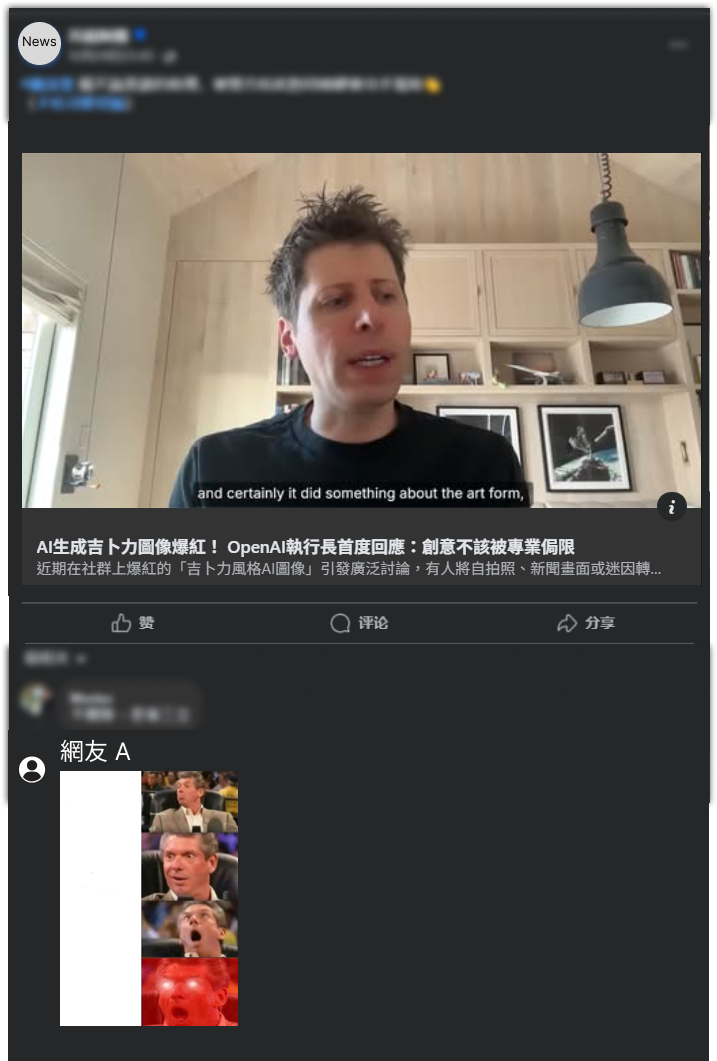 News
and certainly it did something about the art form,
AI生成吉卜力圖像爆紅！ OpenAI執行長首度回應：創意不該被專業侷限
近期在社群上爆紅的「吉卜力風格AI圖像」引發廣泛討論，有人將自拍照、新聞畫面或迷因轉...
赞
评论
分享
網友 A